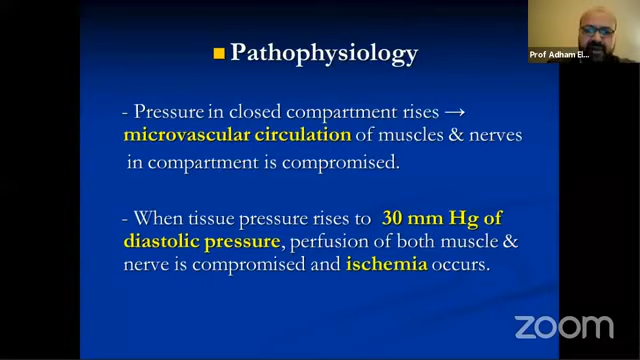 Prof Adham El...
Pathophysiology
- Pressure in closed compartment rises →
microvascular circulation of muscles & nerves
in compartment is compromised.
- When tissue pressure rises to 30 mm Hg of
diastolic pressure, perfusion of both muscle &
nerve is compromised and ischemia occurs.
zoom